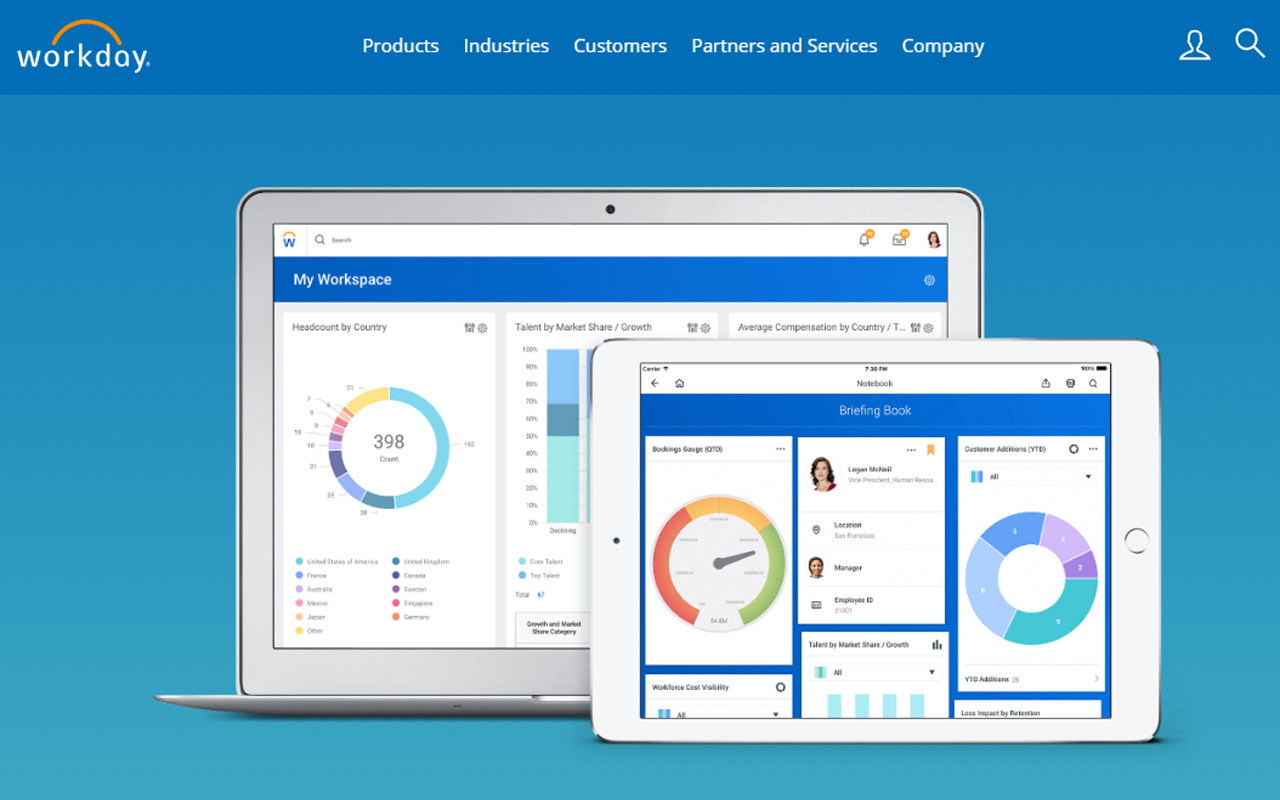 workday.
Products Industries Customers Partners and Services Company
W Search
My Workspace
Headcount by Country
51
7
9
9
10
10
31
35
38
192
398
Count
United States of America United Kingdom
France Canada
Australia Sweden
Mexico Singapore
Japan Germany
Other
Talent by Market Share / Growth
100%
90%
80%
70%
60%
50%
40%
30%
20%
10%
0%
Declining
Core Talent
Top Talent
Total 67
Growth and Market
Share Category
Average Compensation by Country / T...
Carrier 7:30 PM 100%
Notebook
Briefing Book
Bookings Gauge (QTD)
54.8M
Workforce Cost Visibility
All
Logan McNeil
Vice President, Human Resou...
Location
San Francisco
Manager
Employee ID
21001
Talent by Market Share / Growth
All
Customer Additions (YTD)
All
5
4
2
9
8
YTD Additions 28
Loss Impact by Retention